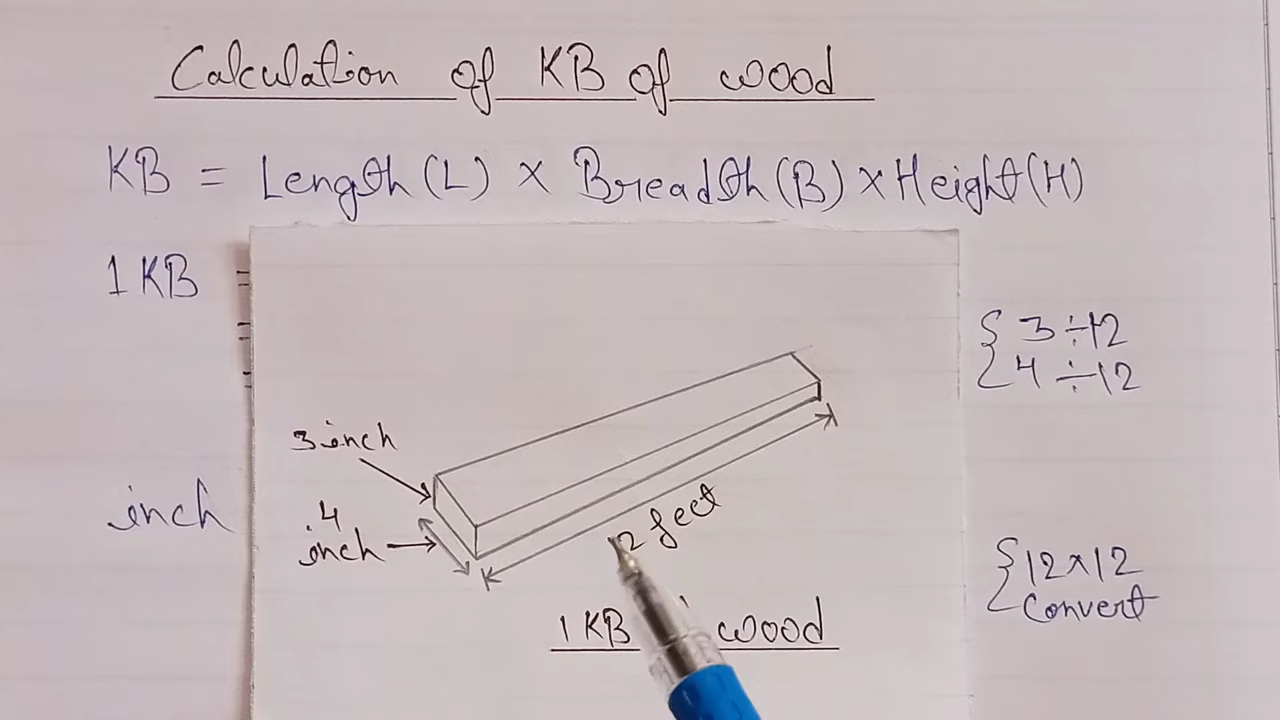 Calculation of KB of wood
KB = Length (L) × Breadth (B) × Height (H)
1 KB =
=
=
{ 3 ÷ 12
4 ÷ 12
3 inch
4
inch
2 feet
inch
{ 12 × 12
Convert
1 KB wood